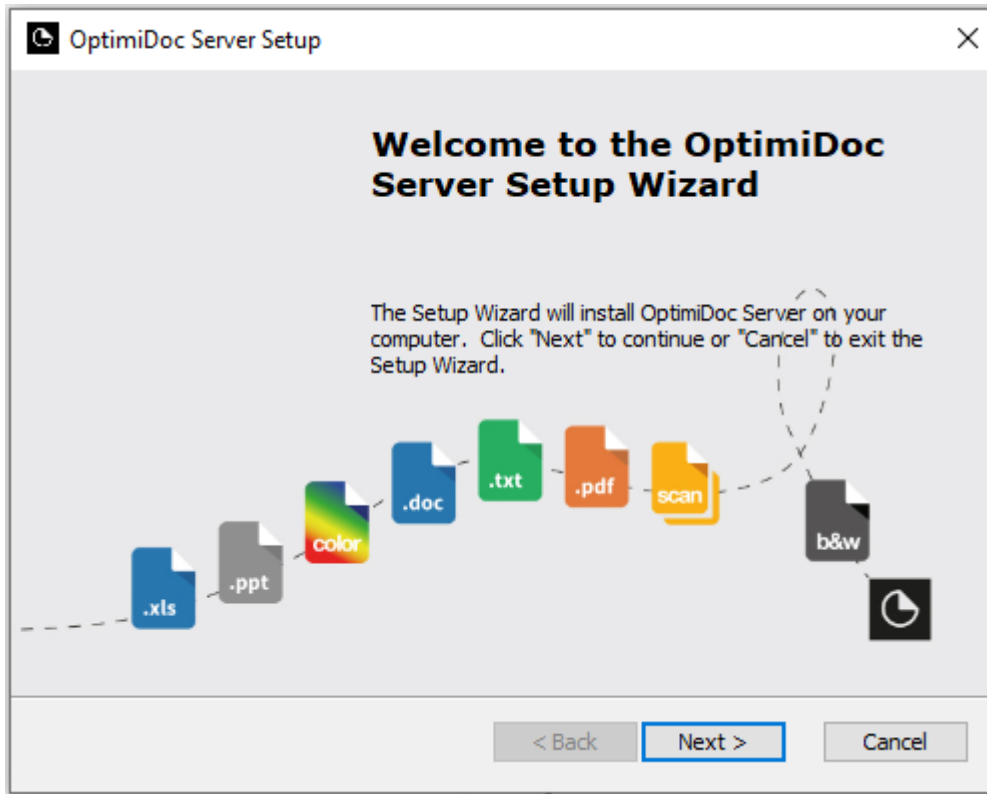 OptimiDoc Server Setup
Welcome to the OptimiDoc
Server Setup Wizard
The Setup Wizard will install OptimiDoc Server on your
computer.  Click "Next" to continue or "Cancel" to exit the
Setup Wizard.
.xls
.ppt
color
.doc
.txt
.pdf
scan
b&w
< Back
Next >
Cancel